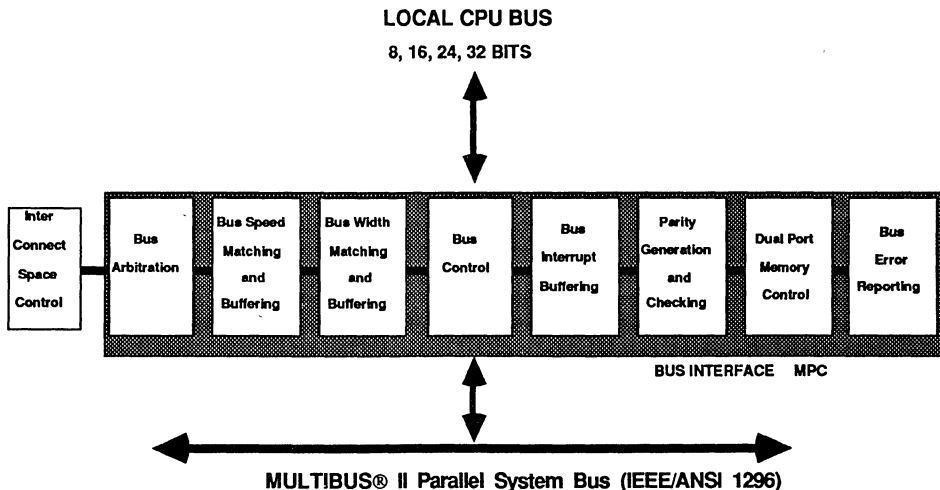 LOCAL CPU BUS
8, 16, 24, 32 BITS
Inter
Connect
Space
Control
Bus
Arbitration
Bus Speed
Matching
and
Buffering
Bus Width
Matching
and
Buffering
Bus
Control
Bus
Interrupt
Buffering
Parity
Generation
and
Checking
Dual Port
Memory
Control
Bus
Error
Reporting
BUS INTERFACE MPC
MULTIBUS® II Parallel System Bus (IEEE/ANSI 1296)